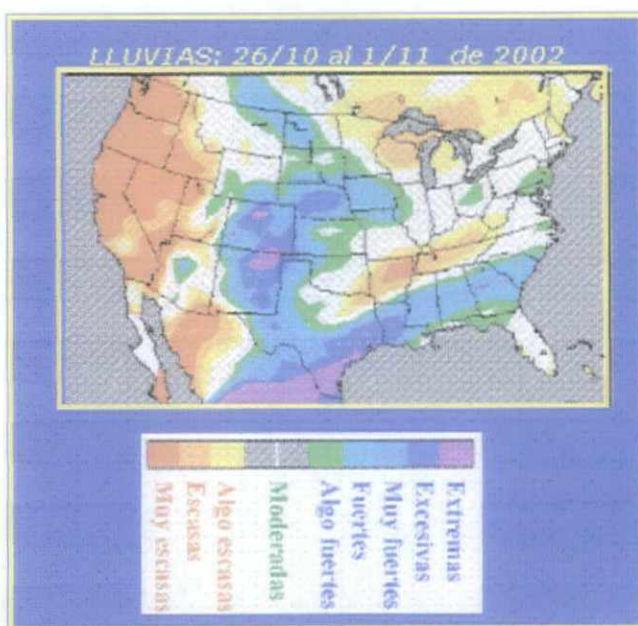 LLUVIAS: 26/10 al 1/11 de 2002
Muy escasas
Escasas
Algo escasas
Moderadas
Algo fuertes
Fuertes
Muy fuertes
Excesivas
Extremas